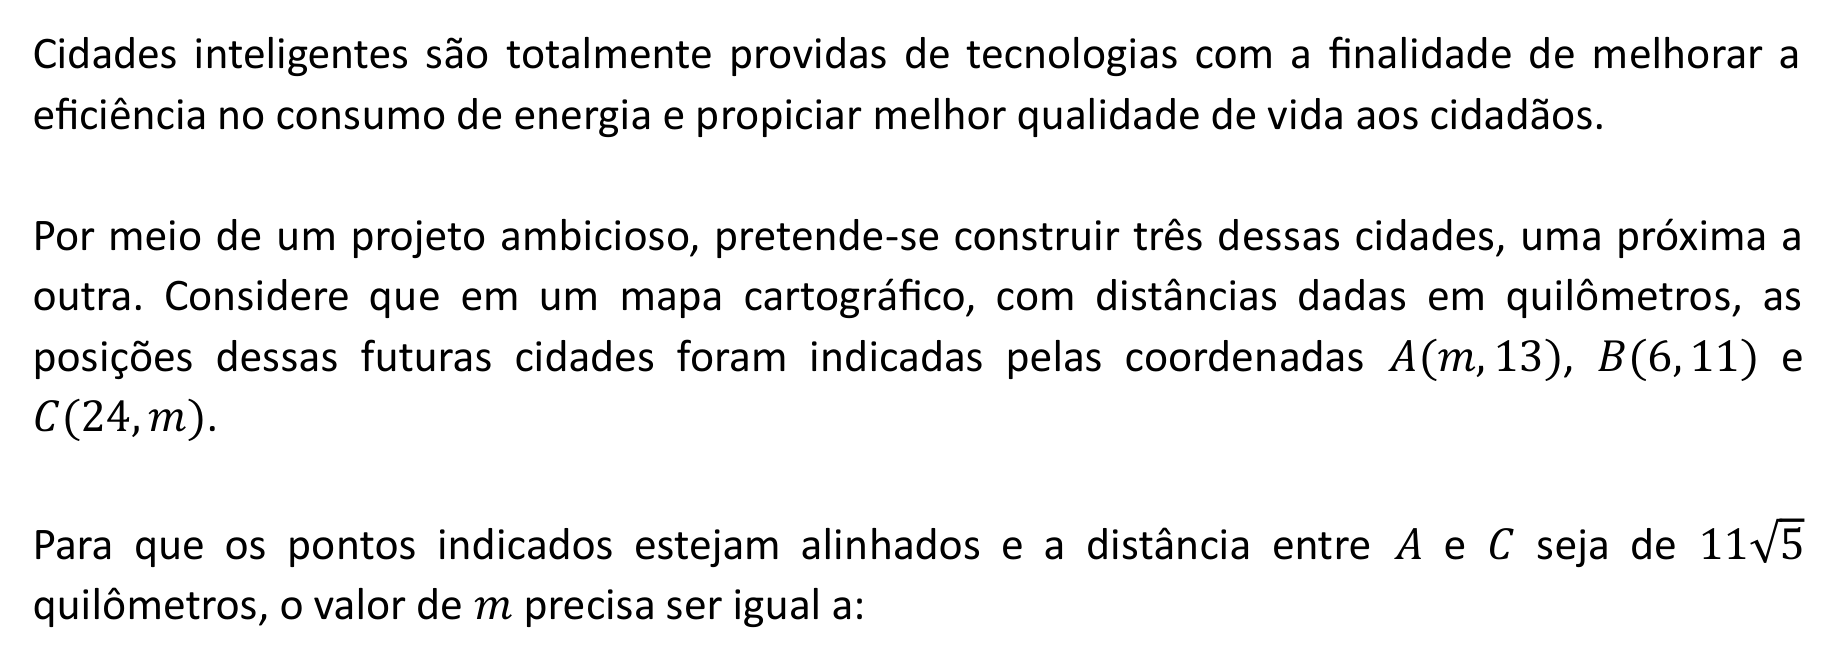 Cidades inteligentes são totalmente providas de tecnologias com a finalidade de melhorar a
eficiência no consumo de energia e propiciar melhor qualidade de vida aos cidadãos.
Por meio de um projeto ambicioso, pretende-se construir três dessas cidades, uma próxima a
outra. Considere que em um mapa cartográfico, com distâncias dadas em quilômetros, as
posições dessas futuras cidades foram indicadas pelas coordenadas A(m, 13), B(6, 11) e
C(24, m).
Para que os pontos indicados estejam alinhados e a distância entre A e C seja de 11√5
quilômetros, o valor de m precisa ser igual a: